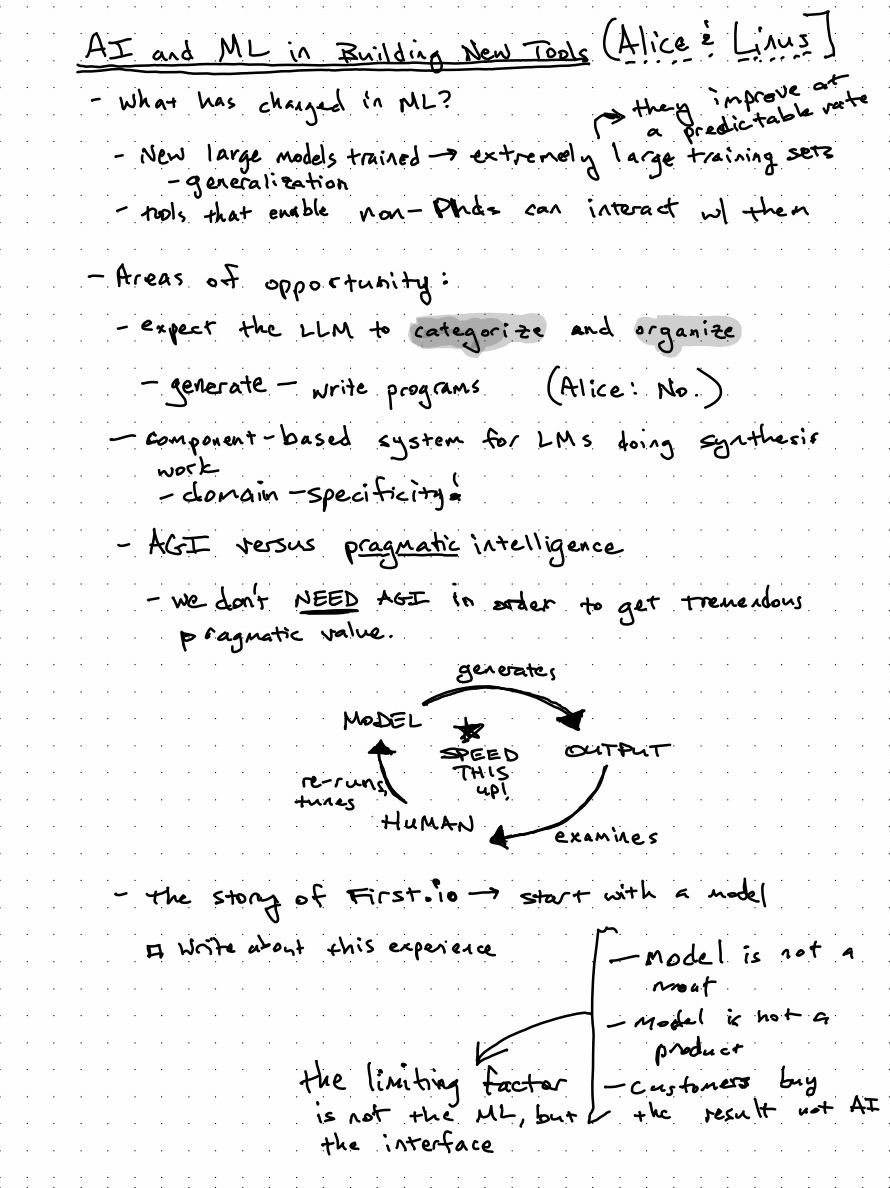 AI and ML in Building New Tools (Alice & Linus]
- What has changed in ML?
they improve at
a predictable rate
- New large models trained → extremely large training sets
- generalization
- tools that enable non-Phds can interact w/ them
- Areas of opportunity:
- expect the LLM to categorize and organize
- generate - write programs (Alice: No.)
- component-based system for LMs doing synthesis
work
- domain-specificity!
- AGI versus pragmatic intelligence
- we don't NEED AGI in order to get tremendous
pragmatic value.
generates
MODEL
★
SPEED
THIS
UP!
OUTPUT
re-runs,
tunes
HUMAN
examines
- the story of First.io → start with a model
□ Write about this experience
- Model is not a
moat
- Model is not a
product
- Customers buy
the result not AI
the limiting factor
is not the ML, but
the interface